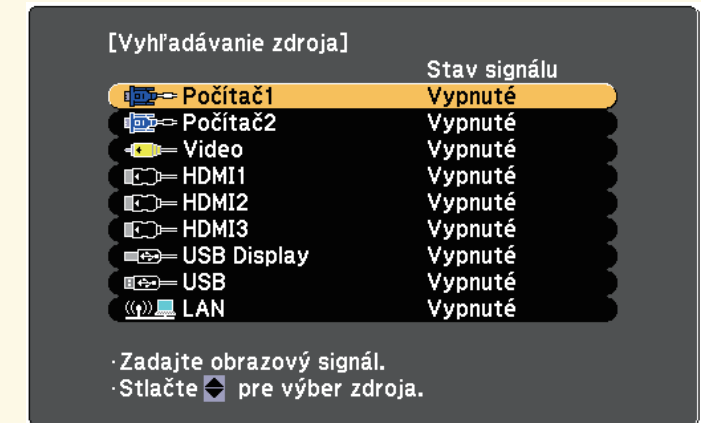 [Vyhľadávanie zdroja]
Stav signálu
Počítač1 Vypnuté
Počítač2 Vypnuté
Video Vypnuté
HDMI1 Vypnuté
HDMI2 Vypnuté
HDMI3 Vypnuté
USB Display Vypnuté
USB Vypnuté
LAN Vypnuté
·Zadajte obrazový signál.
·Stlačte pre výber zdroja.